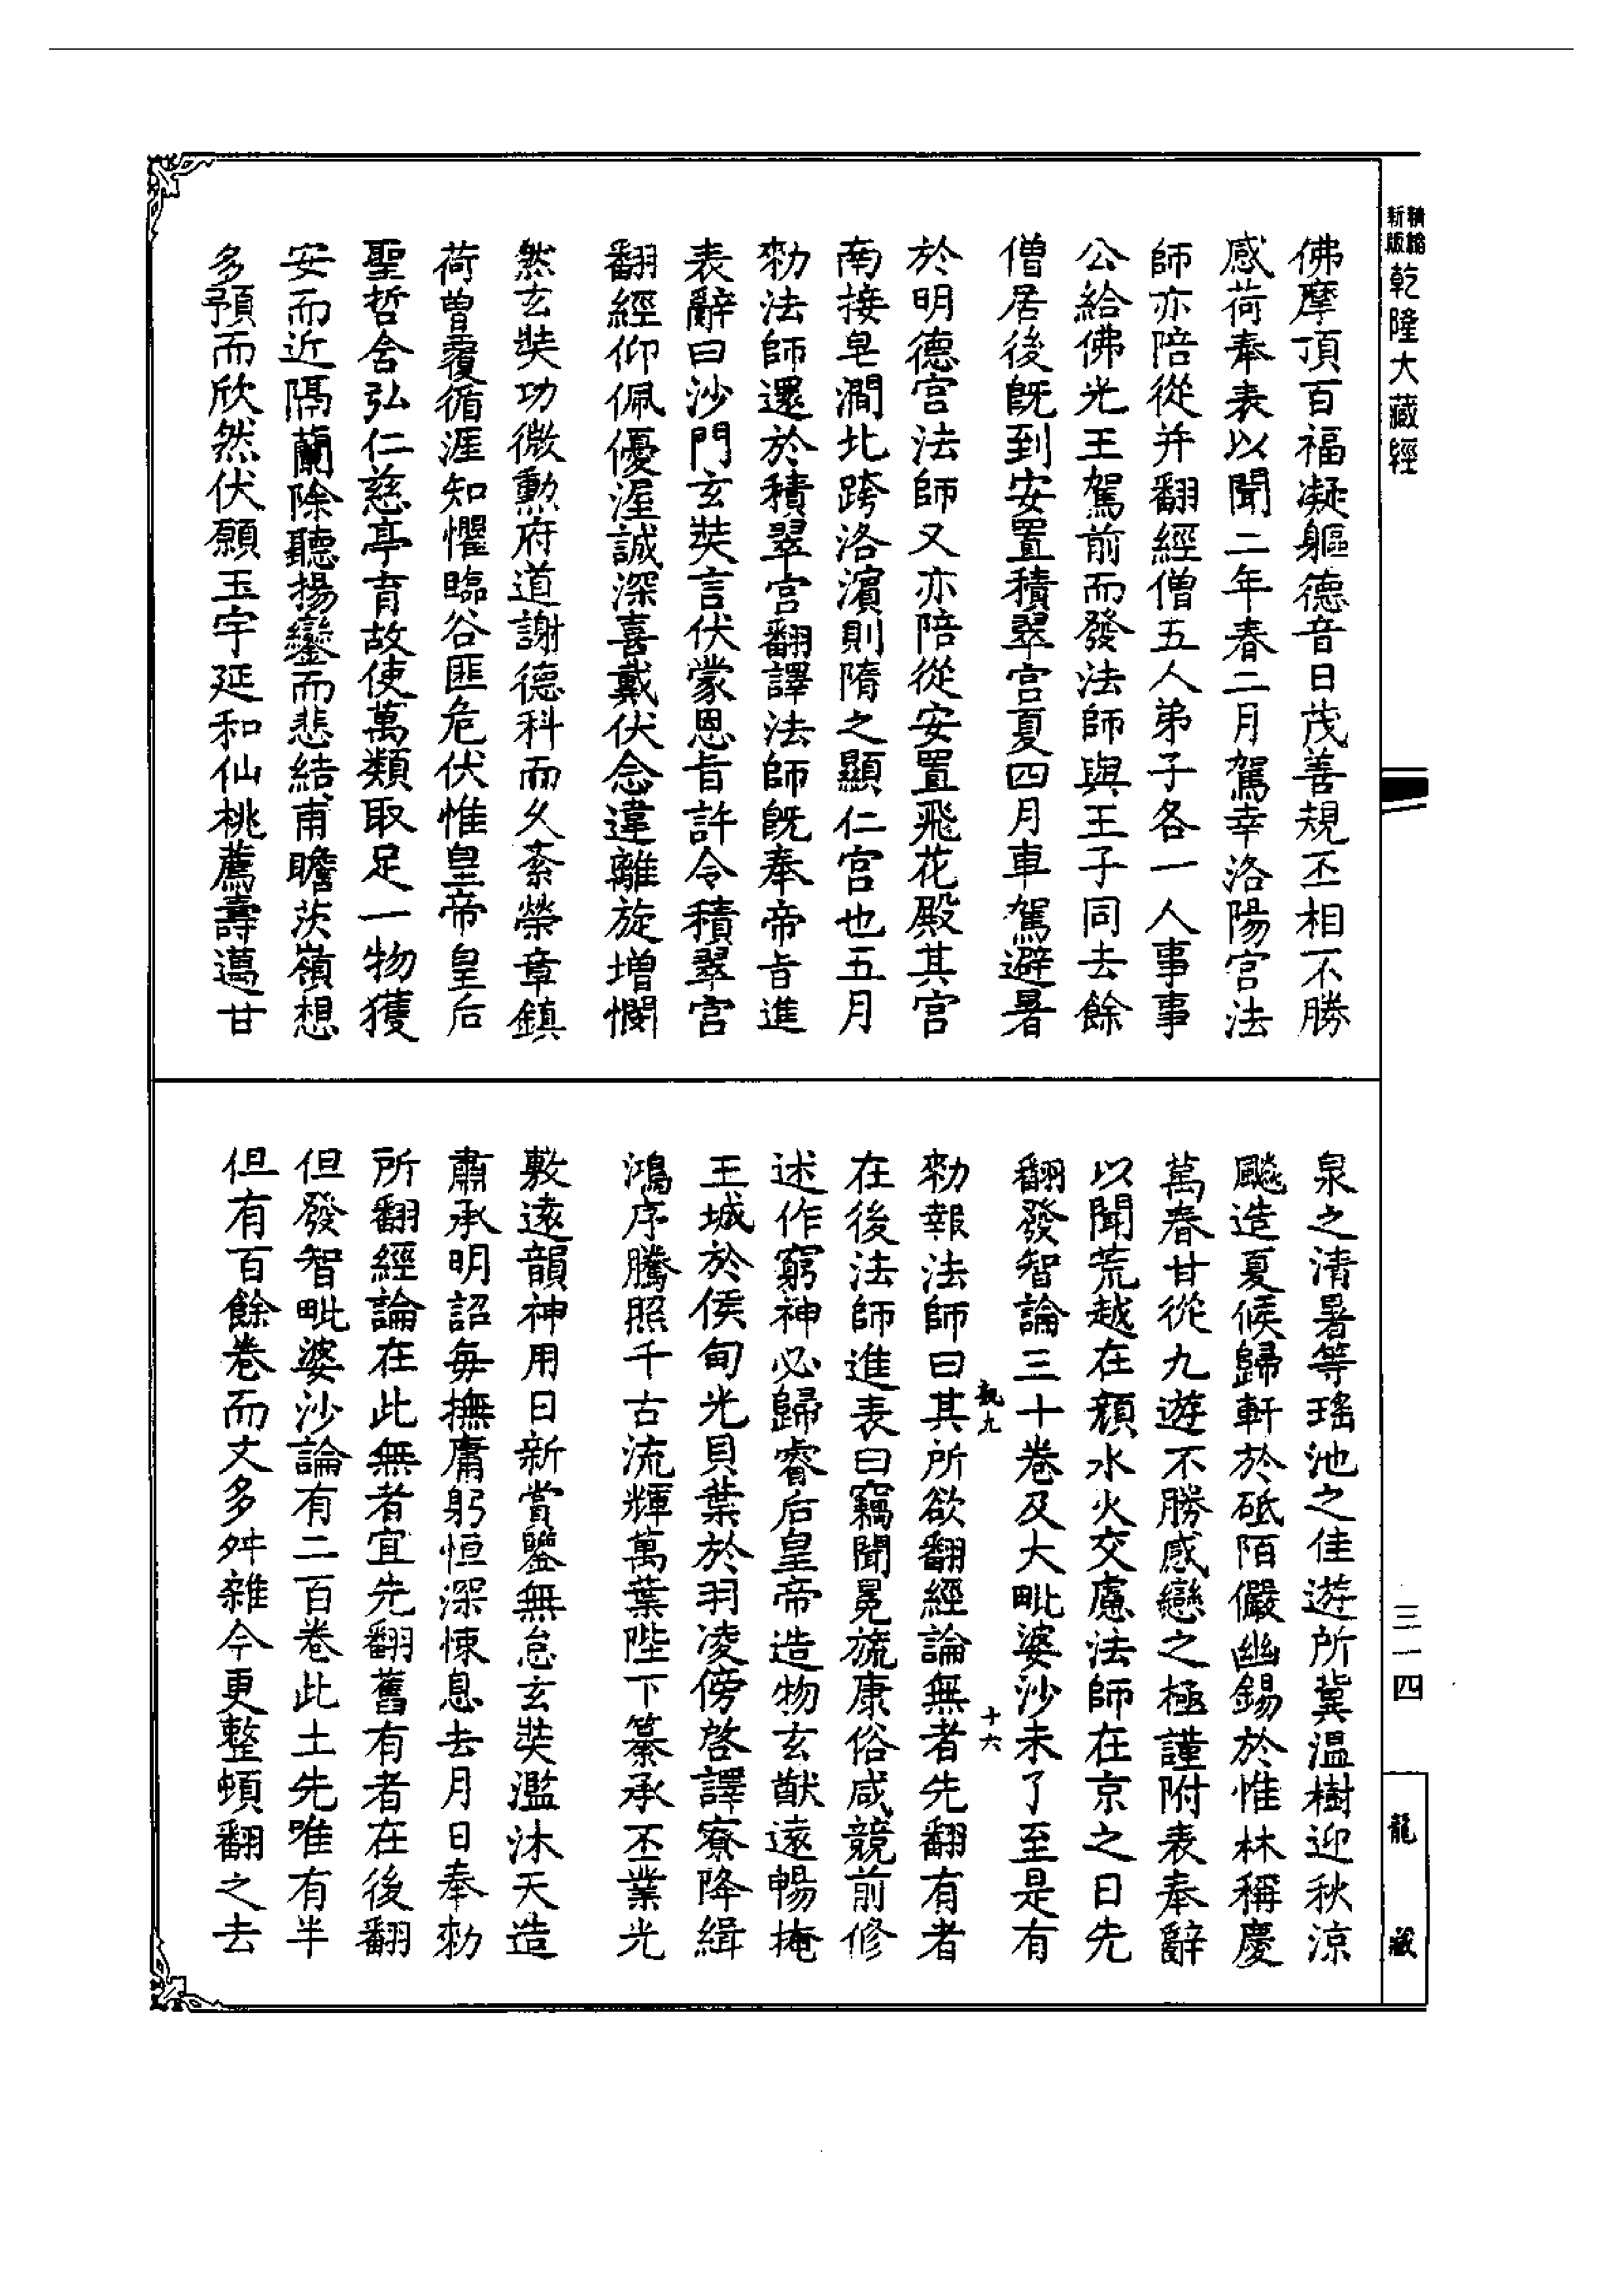 精縮
新版
乾隆大藏經
佛摩頂百福凝軀德音日茂善規丕相不勝
感荷奉表以聞二年春二月駕幸洛陽宮法
師亦陪從并翻經僧五人弟子各一人事事
公給佛光王駕前而發法師與王子同去餘
僧居後既到安置積翠宮夏四月車駕避暑
於明德宮法師又亦陪從安置飛花殿其宮
南接皂澗北跨洛濱則隋之顯仁宮也五月
勑法師還於積翠宮翻譯法師既奉帝旨進
表辭曰沙門玄奘言伏蒙恩旨許令積翠宮
翻經仰佩優渥誠深喜戴伏念違離旋增憫
然玄奘功微勳府道謝德科而久紊榮章鎮
荷曾覆循涯知懼臨谷匪危伏惟皇帝皇后
聖哲含弘仁慈亭育故使萬類取足一物獲
安而近隔蘭除聽揚鑾而悲結甫瞻茨嶺想
多預而欣然伏願玉宇延和仙桃薦壽邁甘
泉之清暑等瑤池之佳遊所冀溫樹迎秋涼
飈造夏候歸軒於砥陌儼幽錫於惟林稱慶
萬春甘從九遊不勝感戀之極謹附表奉辭
以聞荒越在顏水火交慮法師在京之日先
翻發智論三十卷及大毗婆沙未了至是有
勑報法師曰其所欲翻經論無者先翻有者
在後法師進表曰竊聞冕旒康俗咸競前修
述作窮神必歸睿后皇帝造物玄猷遠暢掩
王城於侯甸光貝葉於羽凌傍啓譯寮降緝
鴻序騰照千古流輝萬葉陛下纂承丕業光
敷遠韻神用日新賞鑒無怠玄奘濫沐天造
肅承明詔每撫庸躬恒深悚息去月日奉勑
所翻經論在此無者宜先翻舊有者在後翻
但發智毗婆沙論有二百卷此土先唯有半
但有百餘卷而文多舛雜今更整頓翻之去
九
十六
三一四
龍
藏